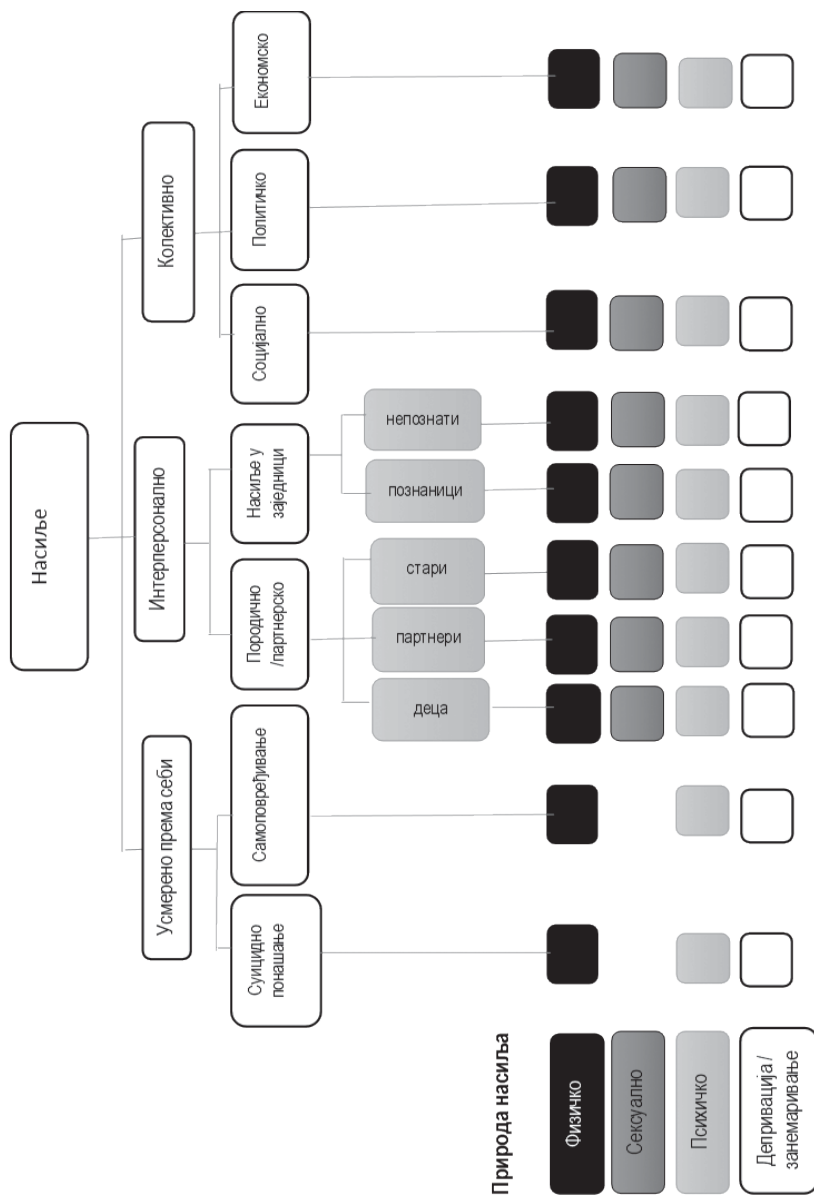 Насиље
Усмерено према себи
Интерперсонално
Колективно
Суицидно
понашање
Самоповређивање
Породично
/партнерско
Насиље у
заједници
Социјално
Политичко
Економско
деца
партнери
стари
познаници
непознати
Природа насиља
Физичко
Сексуално
Психичко
Депривација /
занемаривање